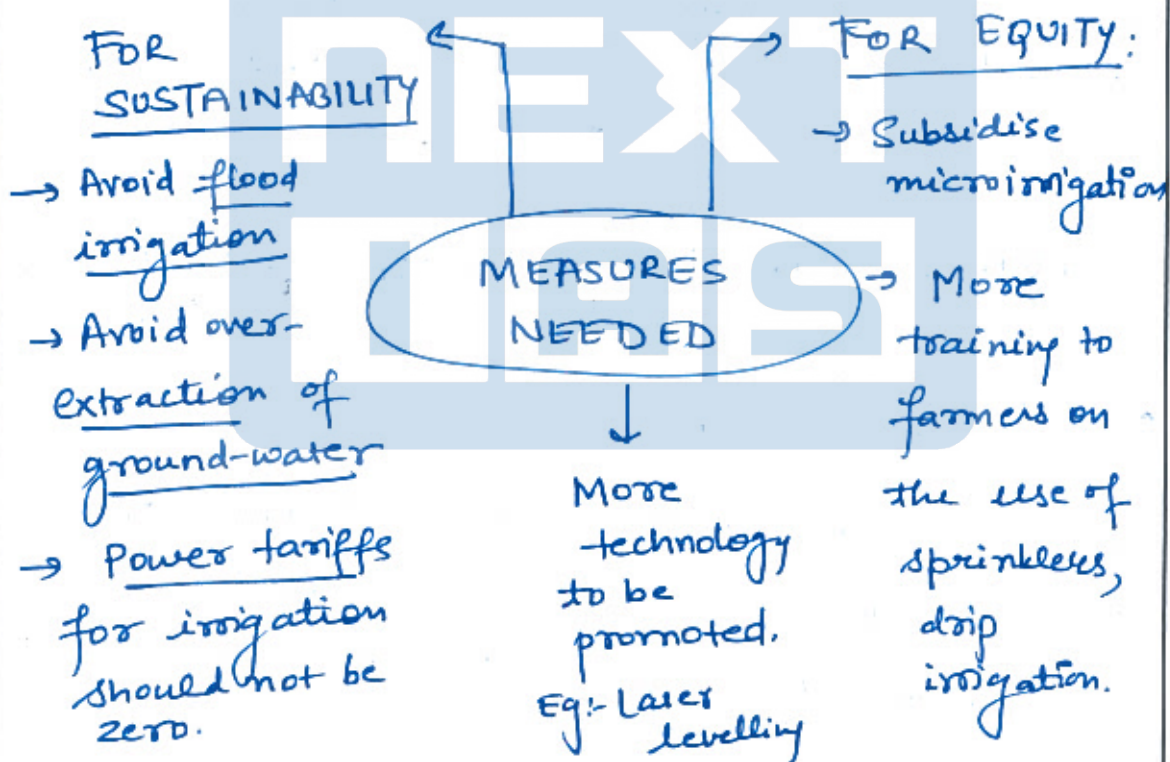 NEXT
IAS
FOR
SUSTAINABILITY
→ Avoid flood
irrigation
→ Avoid over-
extraction of
ground-water
→ Power tariffs
for irrigation
should not be
zero.
MEASURES
NEEDED
More
technology
to be
promoted.
Eg:- Laser
levelling
FOR EQUITY:
→ Subsidise
microirrigation
→ More
training to
farmers on
the use of
sprinklers,
drip
irrigation.